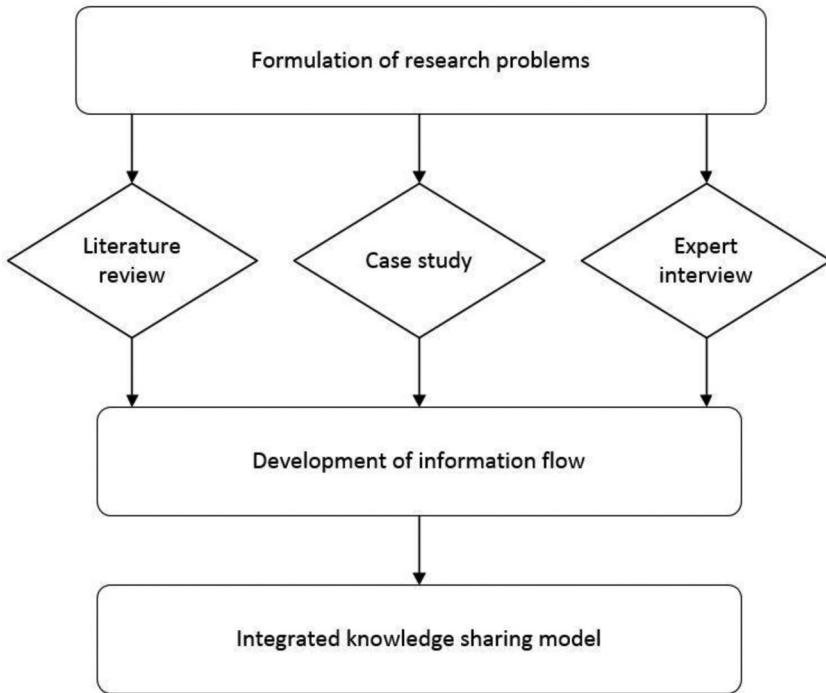 Formulation of research problems
Literature
review
Case study
Expert
interview
Development of information flow
Integrated knowledge sharing model